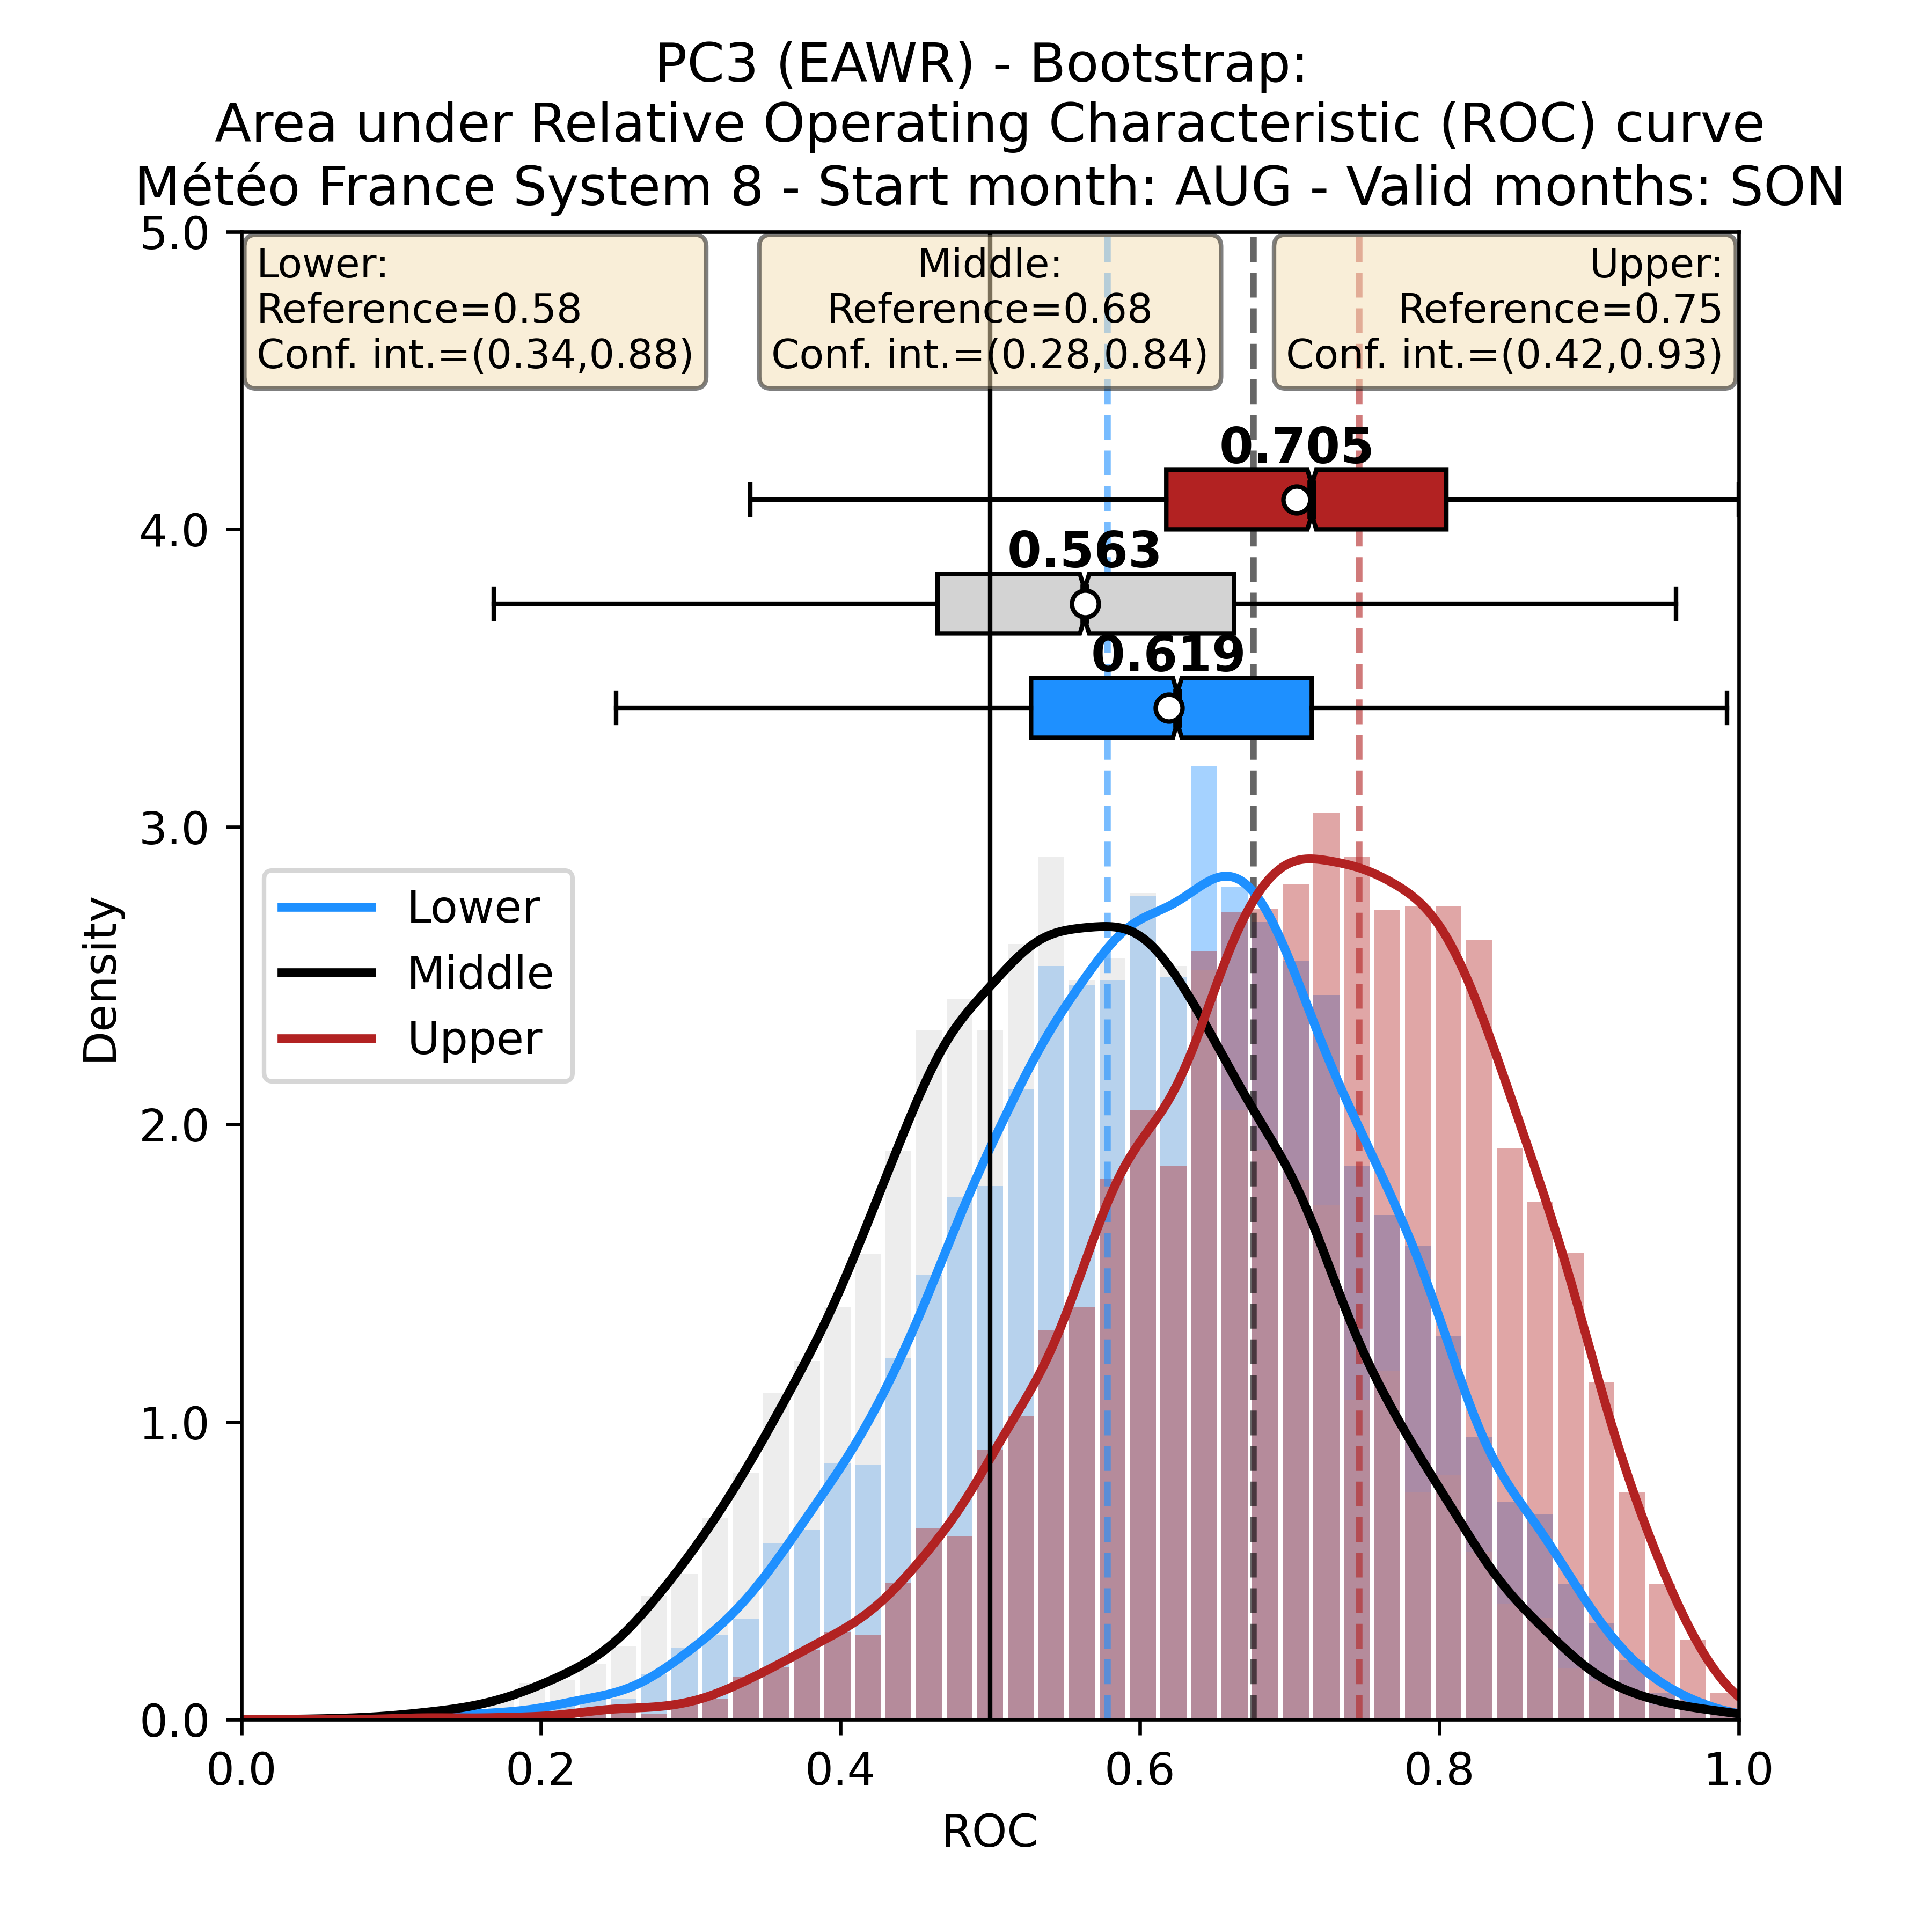 PC3 (EAWR) - Bootstrap:
Area under Relative Operating Characteristic (ROC) curve
Météo France System 8 - Start month: AUG - Valid months: SON
Lower:
Reference=0.58
Conf. int.=(0.34,0.88)
Middle:
Reference=0.68
Conf. int.=(0.28,0.84)
Upper:
Reference=0.75
Conf. int.=(0.42,0.93)
0.705
0.563
0.619
Lower
Middle
Upper
Density
5.0
4.0
3.0
2.0
1.0
0.0
0.0 0.2 0.4 0.6 0.8 1.0
ROC